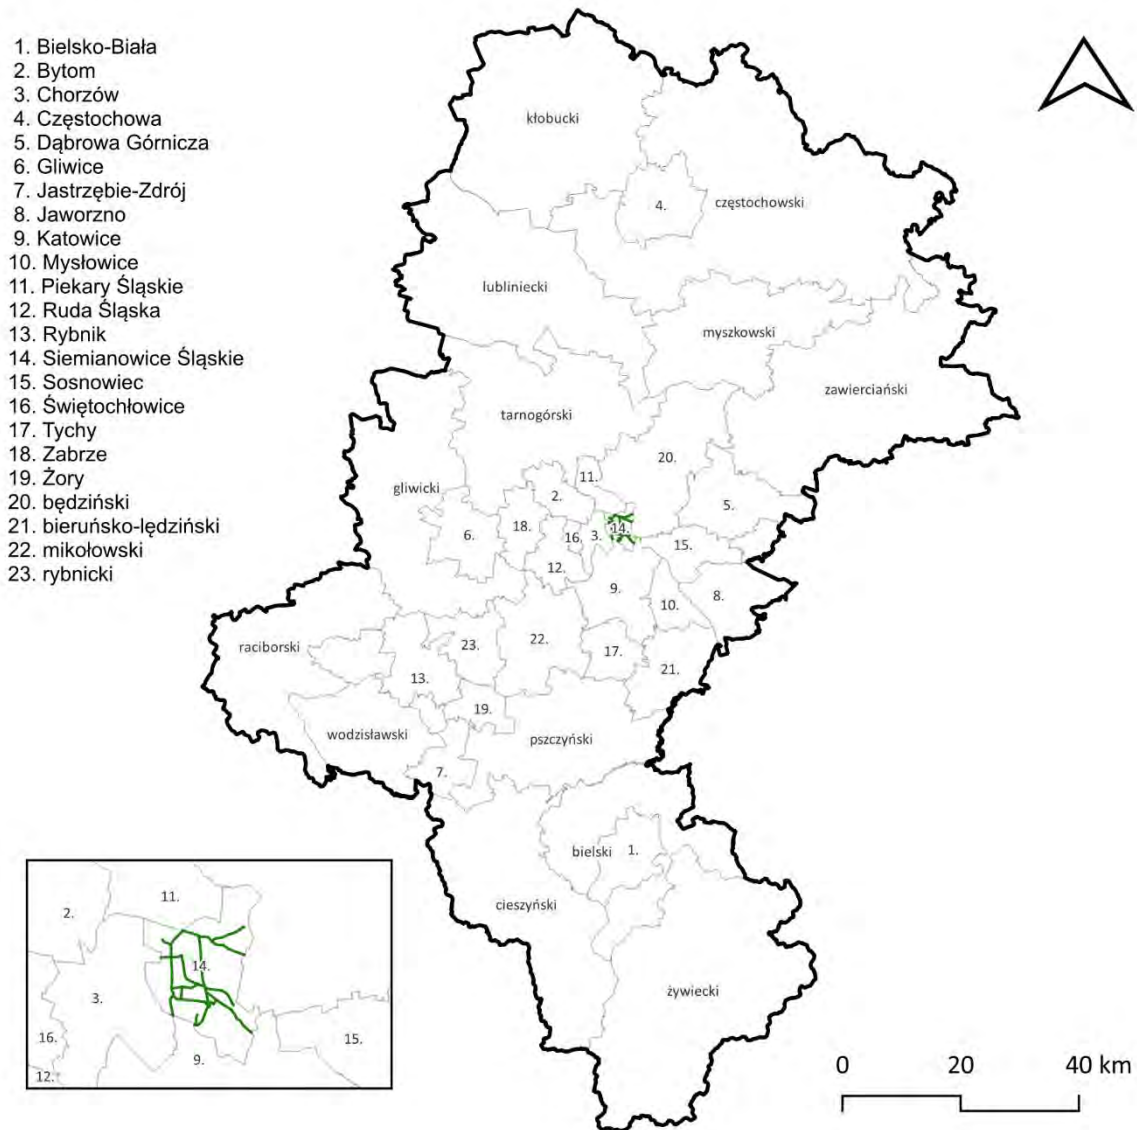 1. Bielsko-Biała
2. Bytom
3. Chorzów
4. Częstochowa
5. Dąbrowa Górnicza
6. Gliwice
7. Jastrzębie-Zdrój
8. Jaworzno
9. Katowice
10. Mysłowice
11. Piekary Śląskie
12. Ruda Śląska
13. Rybnik
14. Siemianowice Śląskie
15. Sosnowiec
16. Świętochłowice
17. Tychy
18. Zabrze
19. Żory
20. będziński
21. bieruńsko-lędziński
22. mikołowski
23. rybnicki
kłobucki
4.
częstochowski
lubliniecki
myszkowski
zawierciański
tarnogórski
20.
11.
gliwicki
2.
5.
18.
6.
16.
3.
14.
15.
12.
9.
8.
10.
raciborski
23.
22.
17.
21.
13.
19.
wodzisławski
pszczyński
7.
bielski
1.
cieszyński
żywiecki
11.
2.
14.
3.
16.
15.
9.
12.
0 20 40 km